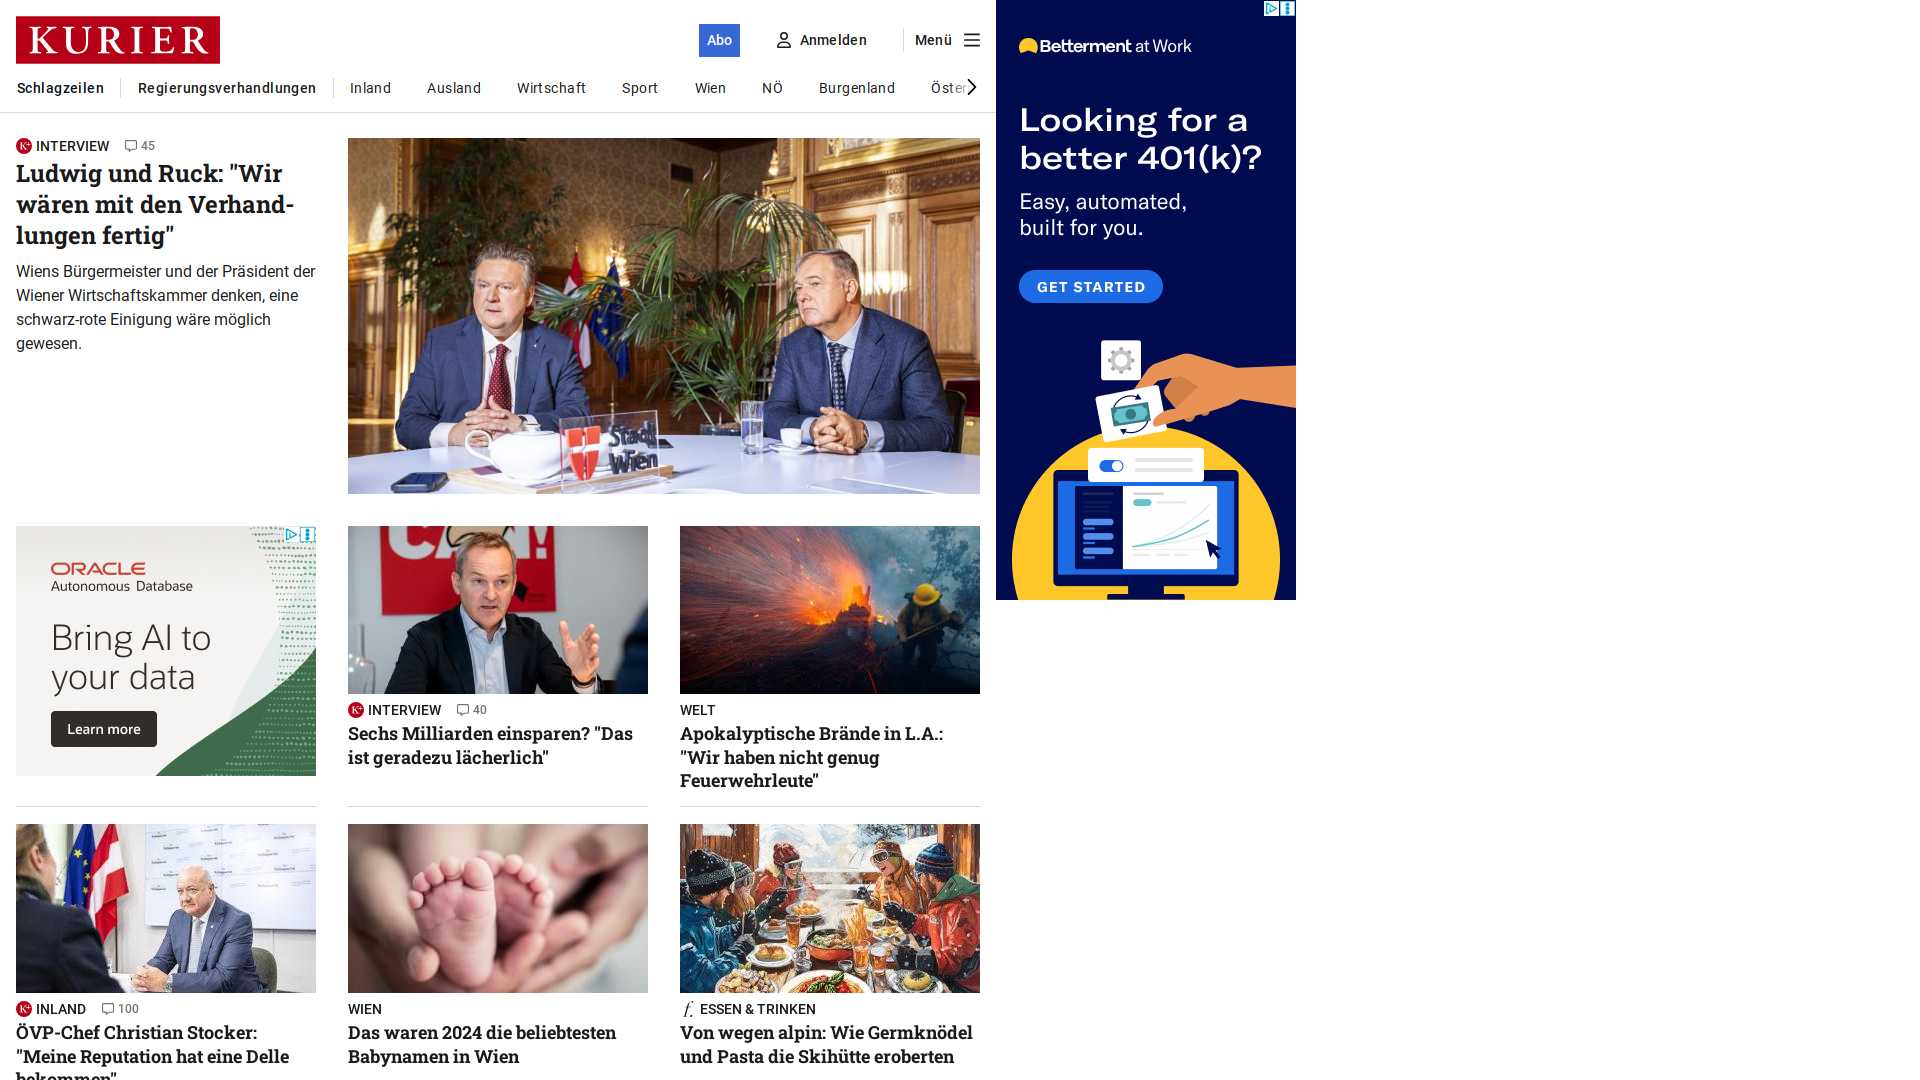 KURIER
Abo
Anmelden
Menü
Schlagzeilen
Regierungsverhandlungen
Inland
Ausland
Wirtschaft
Sport
Wien
NÖ
Burgenland
Öster
INTERVIEW 45
Ludwig und Ruck: "Wir
wären mit den Verhand-
lungen fertig"
Wiens Bürgermeister und der Präsident der
Wiener Wirtschaftskammer denken, eine
schwarz-rote Einigung wäre möglich
gewesen.
Stadt
Wien
Betterment at Work
Looking for a
better 401(k)?
Easy, automated,
built for you.
GET STARTED
ORACLE
Autonomous Database
Bring AI to
your data
Learn more
INTERVIEW 40
Sechs Milliarden einsparen? "Das
ist geradezu lächerlich"
WELT
Apokalyptische Brände in L.A.:
"Wir haben nicht genug
Feuerwehrleute"
INLAND 100
ÖVP-Chef Christian Stocker:
"Meine Reputation hat eine Delle
bekommen"
WIEN
Das waren 2024 die beliebtesten
Babynamen in Wien
f. ESSEN & TRINKEN
Von wegen alpin: Wie Germknödel
und Pasta die Skihütte eroberten